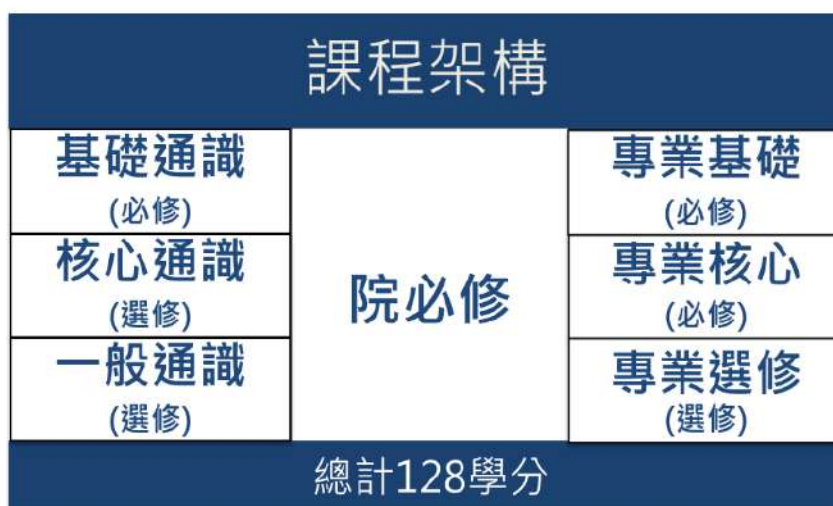 課程架構
基礎通識
(必修)
核心通識
(選修)
一般通識
(選修)
院必修
專業基礎
(必修)
專業核心
(必修)
專業選修
(選修)
總計128學分